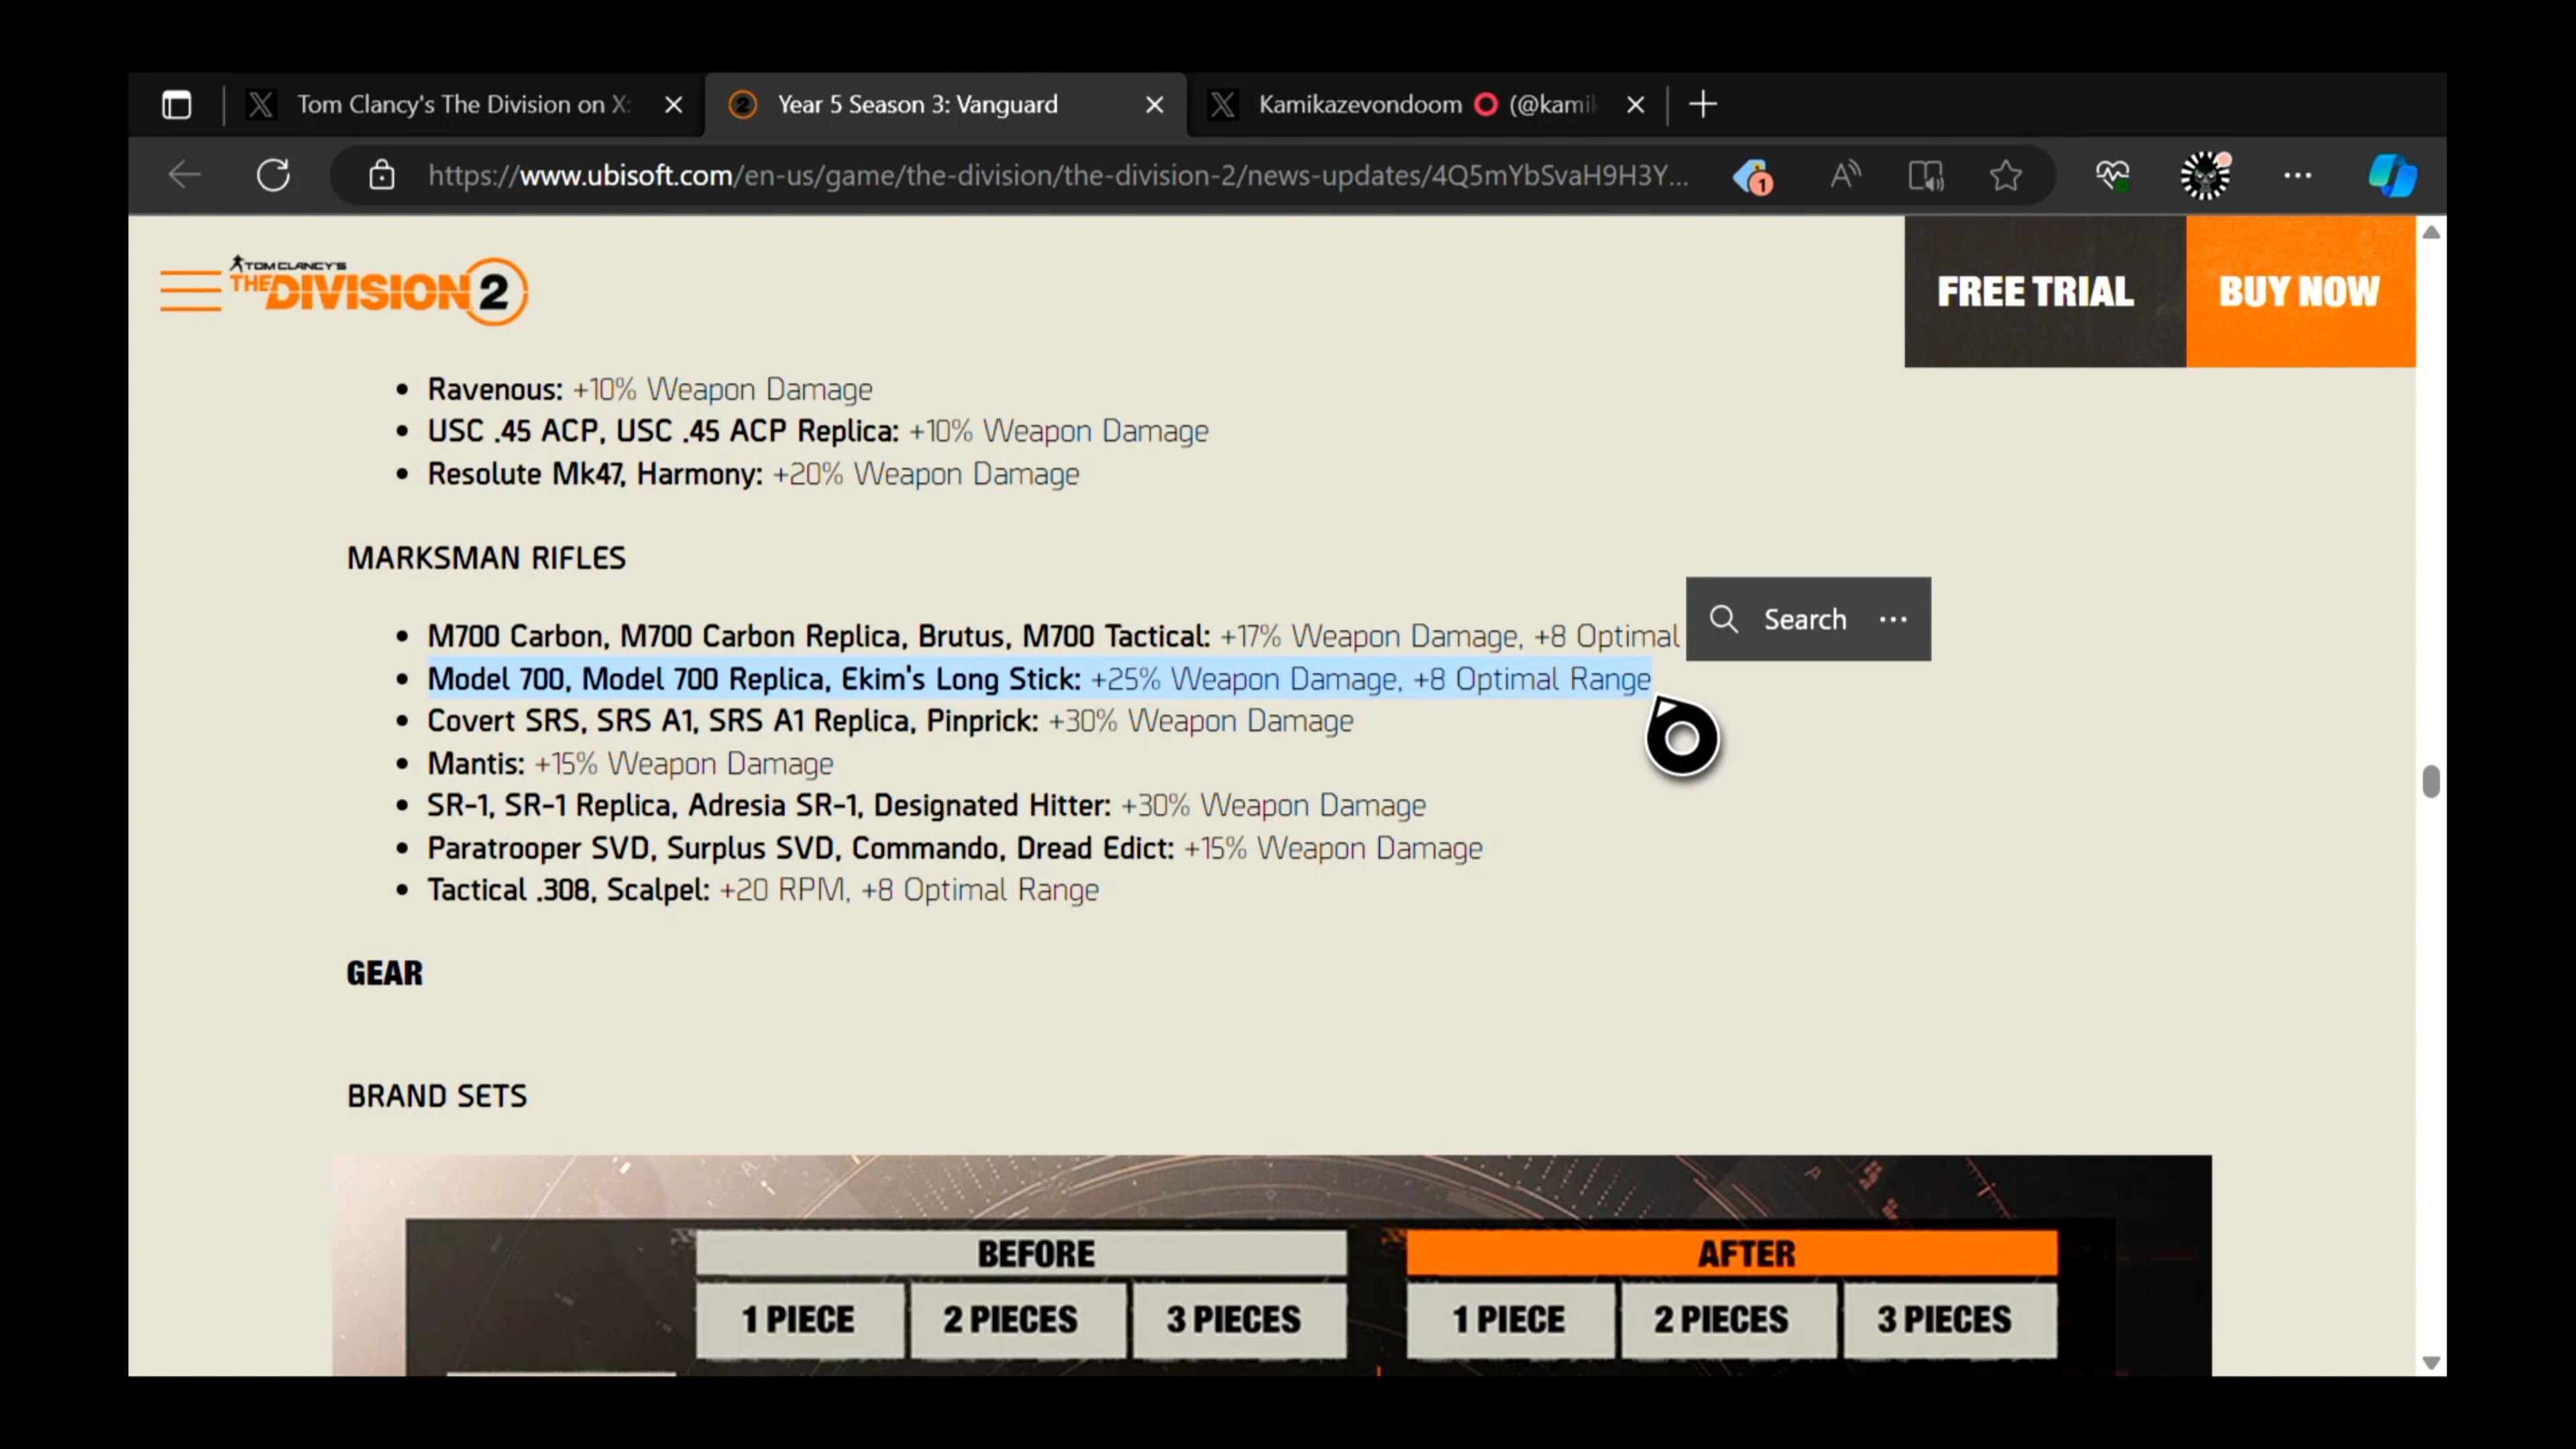 Tom Clancy's The Division on X:
Year 5 Season 3: Vanguard
Kamikazevondoom (@kami
https://www.ubisoft.com/en-us/game/the-division/the-division-2/news-updates/4Q5mYbSvaH9H3Y...
1
TOM CLANCY'S
THE DIVISION 2
FREE TRIAL
BUY NOW
Ravenous: +10% Weapon Damage
USC .45 ACP, USC .45 ACP Replica: +10% Weapon Damage
Resolute Mk47, Harmony: +20% Weapon Damage
MARKSMAN RIFLES
M700 Carbon, M700 Carbon Replica, Brutus, M700 Tactical: +17% Weapon Damage, +8 Optimal
Search
Model 700, Model 700 Replica, Ekim's Long Stick: +25% Weapon Damage, +8 Optimal Range
Covert SRS, SRS A1, SRS A1 Replica, Pinprick: +30% Weapon Damage
Mantis: +15% Weapon Damage
SR-1, SR-1 Replica, Adresia SR-1, Designated Hitter: +30% Weapon Damage
Paratrooper SVD, Surplus SVD, Commando, Dread Edict: +15% Weapon Damage
Tactical .308, Scalpel: +20 RPM, +8 Optimal Range
GEAR
BRAND SETS
BEFORE
AFTER
1 PIECE
2 PIECES
3 PIECES
1 PIECE
2 PIECES
3 PIECES